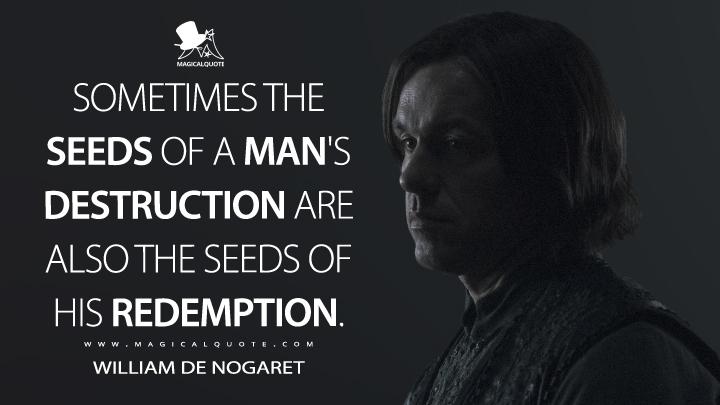 MAGICALQUOTE
SOMETIMES THE
SEEDS OF A MAN'S
DESTRUCTION ARE
ALSO THE SEEDS OF
HIS REDEMPTION.
WWW.MAGICALQUOTE.COM
WILLIAM DE NOGARET